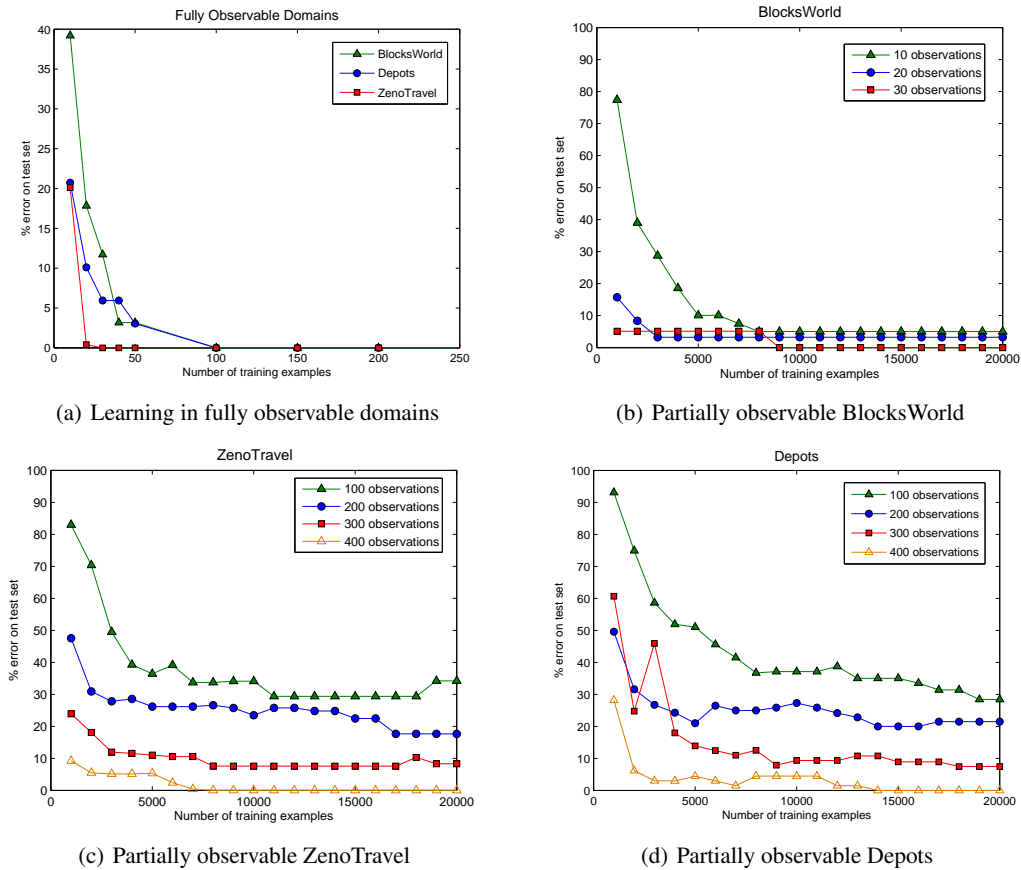 Fully Observable Domains
40
35
30
25
20
15
10
5
0
% error on test set
0 50 100 150 200 250
Number of training examples
BlocksWorld
Depots
ZenoTravel
(a) Learning in fully observable domains
BlocksWorld
100
90
80
70
60
50
40
30
20
10
0
% error on test set
0 5000 10000 15000 20000
Number of training examples
10 observations
20 observations
30 observations
(b) Partially observable BlocksWorld
ZenoTravel
100
90
80
70
60
50
40
30
20
10
0
% error on test set
0 5000 10000 15000 20000
Number of training examples
100 observations
200 observations
300 observations
400 observations
(c) Partially observable ZenoTravel
Depots
100
90
80
70
60
50
40
30
20
10
0
% error on test set
0 5000 10000 15000 20000
Number of training examples
100 observations
200 observations
300 observations
400 observations
(d) Partially observable Depots